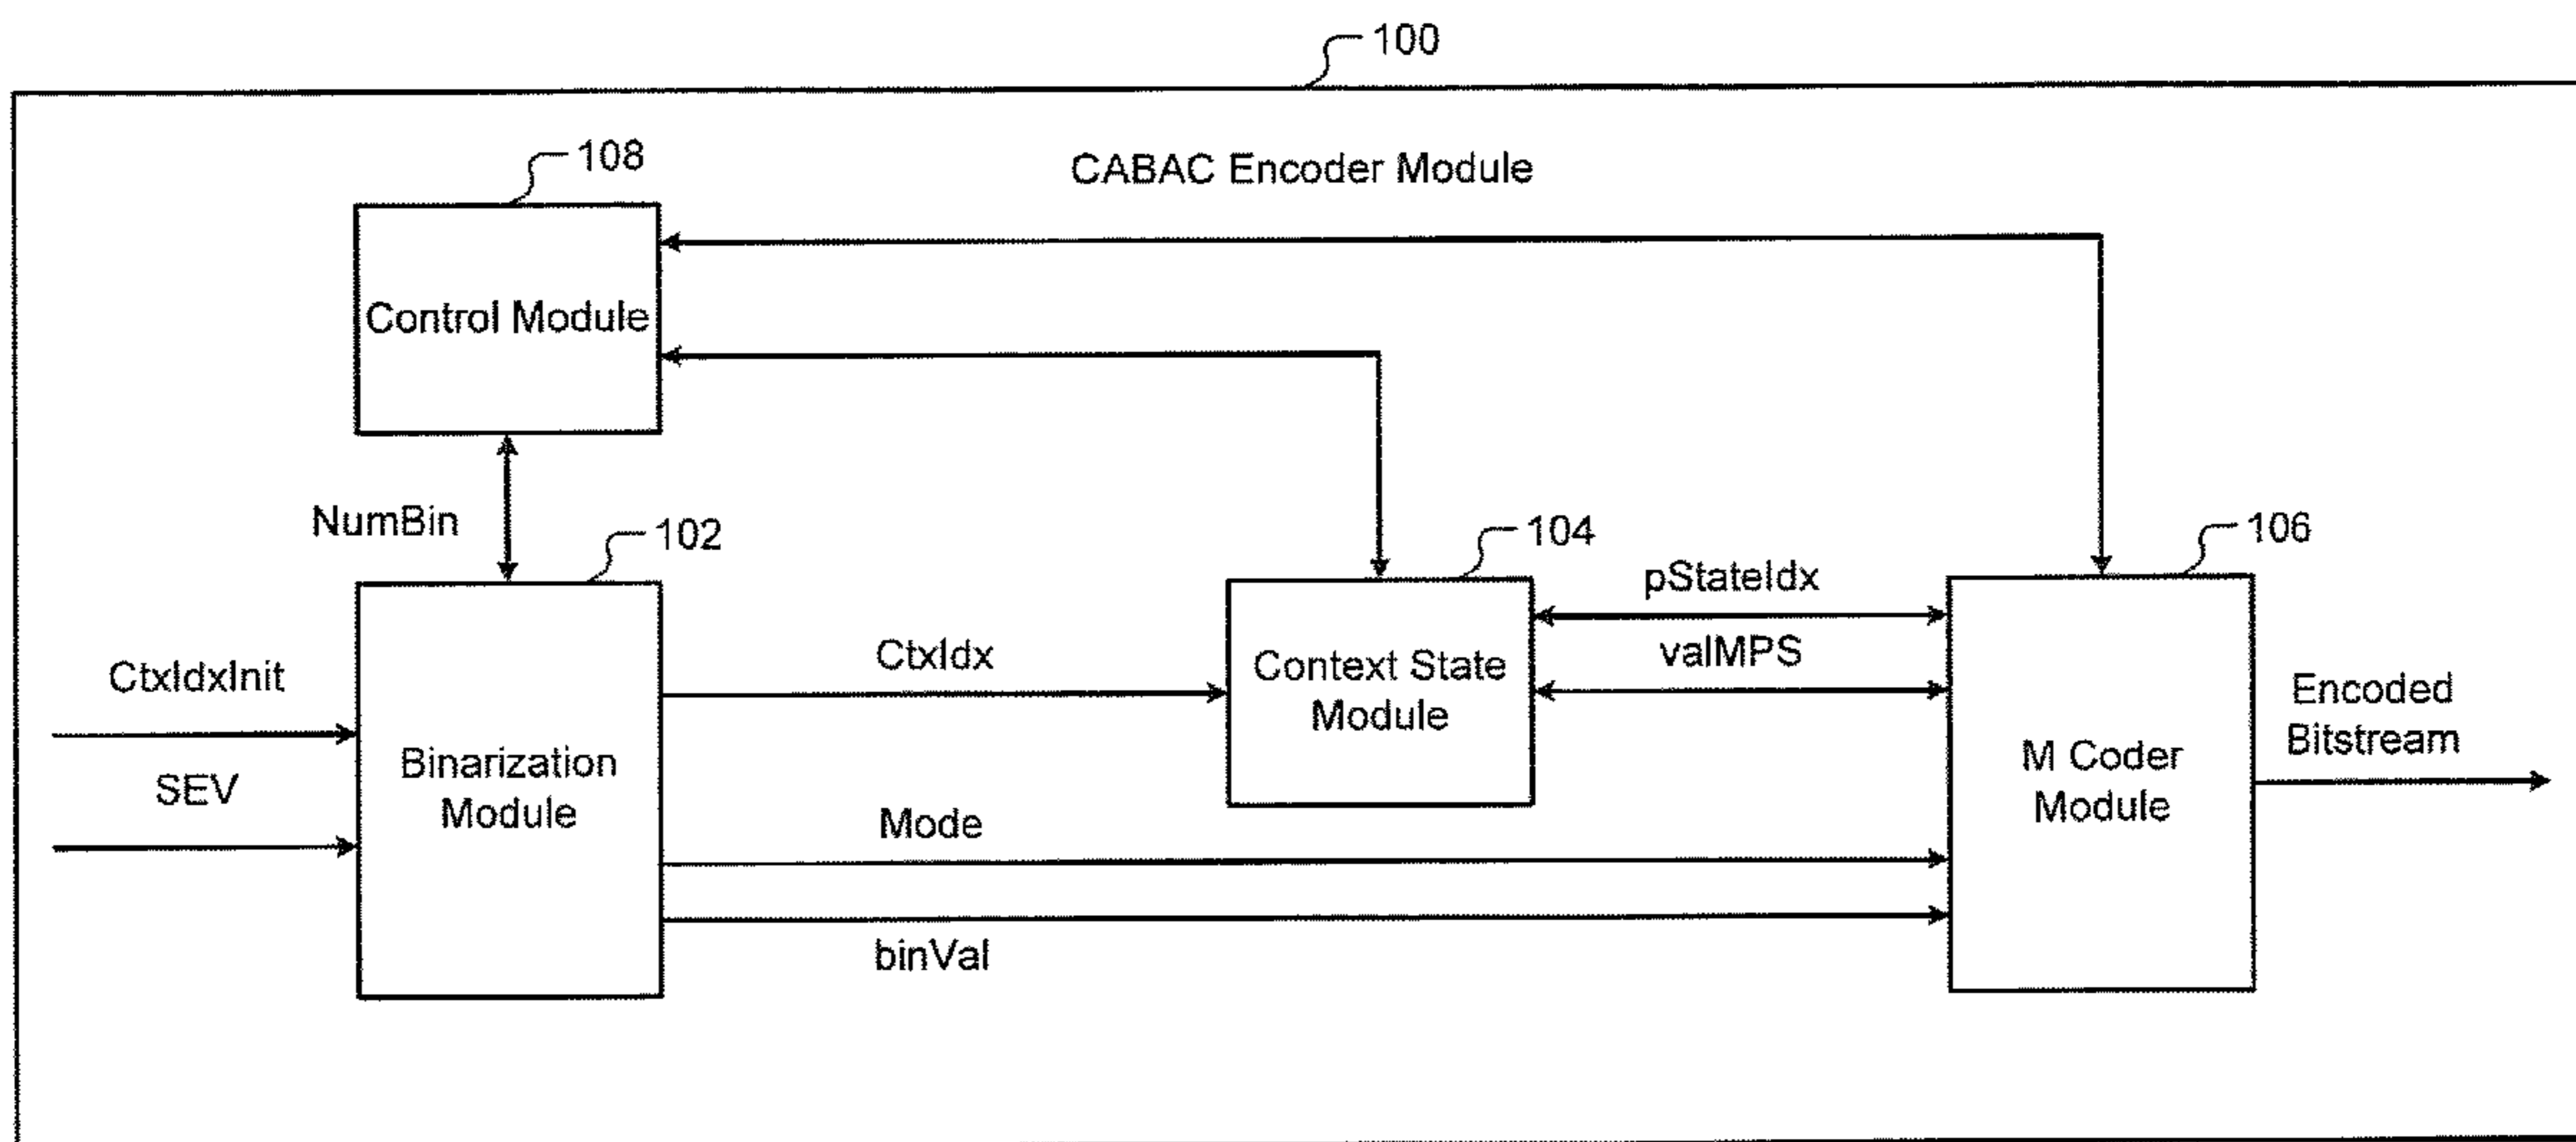 100
108
CABAC Encoder Module
Control Module
NumBin
102
104
106
pStateIdx
CtxIdx
valMPS
CtxIdxInit
Context State
Module
Encoded
Bitstream
SEV
Binarization
Module
M Coder
Module
Mode
binVal